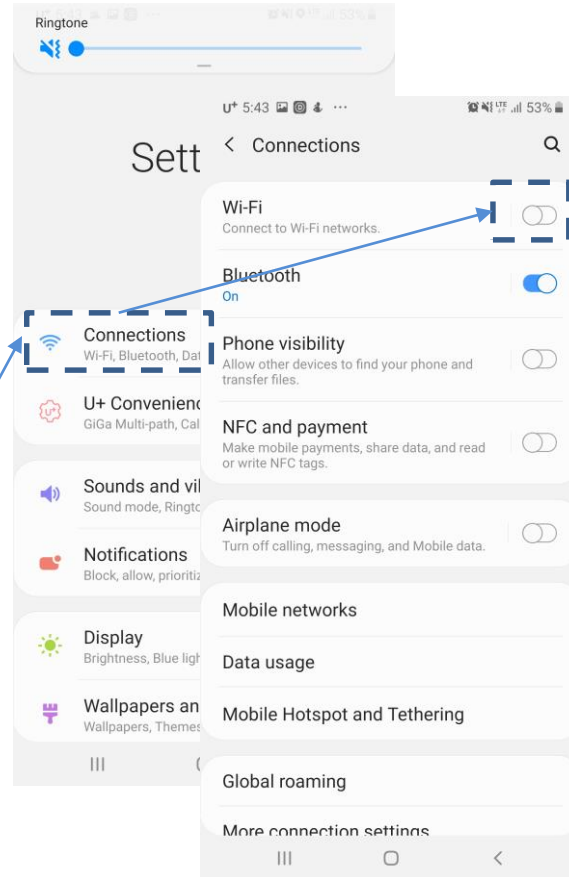 Ringtone
Sett
Connections
Wi-Fi, Bluetooth, Dat
U+ Convenienc
GiGa Multi-path, Cal
Sounds and vi
Sound mode, Ringto
Notifications
Block, allow, prioritiz
Display
Brightness, Blue ligh
Wallpapers an
Wallpapers, Themes
U+ 5:43 ... LTE 53%
Connections
Wi-Fi
Connect to Wi-Fi networks.
Bluetooth
On
Phone visibility
Allow other devices to find your phone and
transfer files.
NFC and payment
Make mobile payments, share data, and read
or write NFC tags.
Airplane mode
Turn off calling, messaging, and Mobile data.
Mobile networks
Data usage
Mobile Hotspot and Tethering
Global roaming
More connection settings